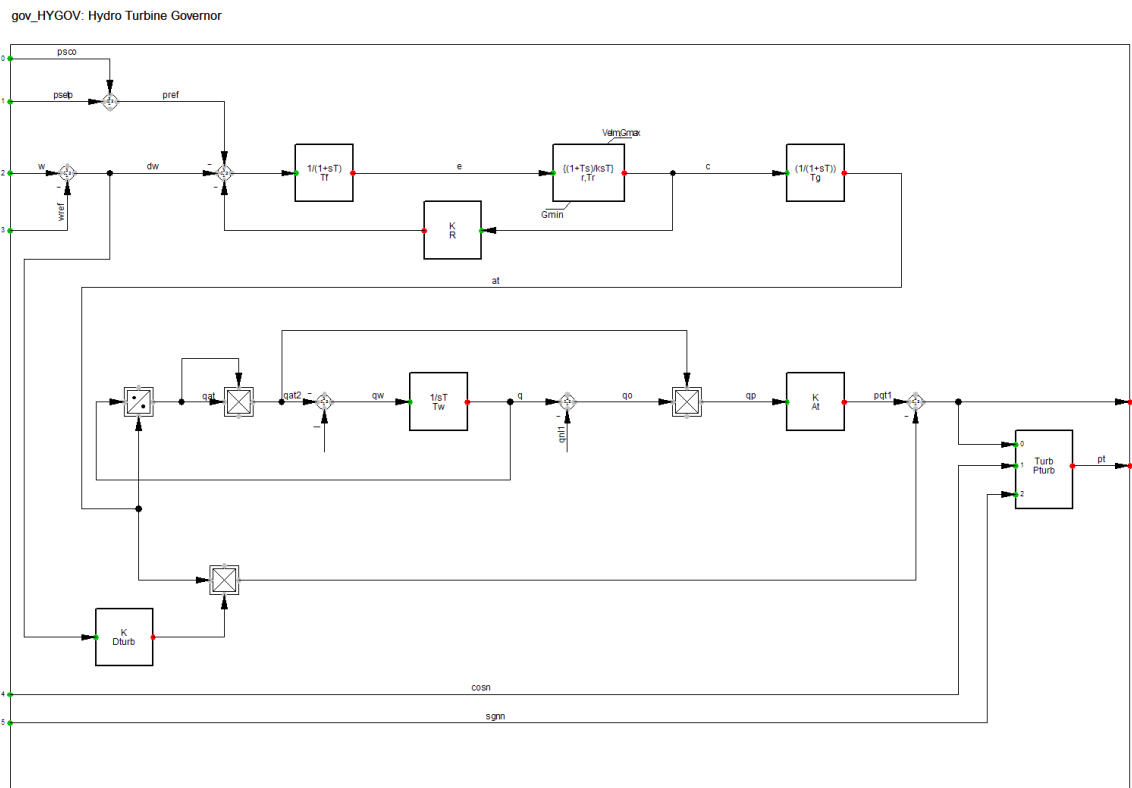 gov_HYGOV: Hydro Turbine Governor
psco
0
1
psetp
pref
VelmGmax
w
dw
-
1/(1+sT)
Tf
e
{(1+Ts)/ksT}
r,Tr
c
(1/(1+sT))
Tg
2
-
-
wref
3
Gmin
K
R
at
qat
qat2
-
qw
1/sT
Tw
q
qo
qp
K
At
pqt1
-
-
qnl1
0
1
2
Turb
Pturb
pt
K
Dturb
4
cosn
5
sgnn